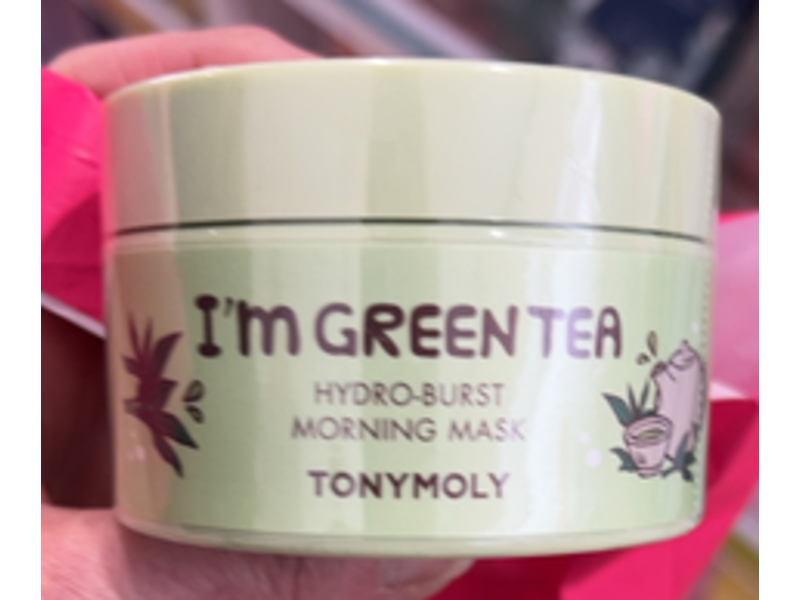 I'm GREEN TEA
HYDRO-BURST
MORNING MASK
TONYMOLY